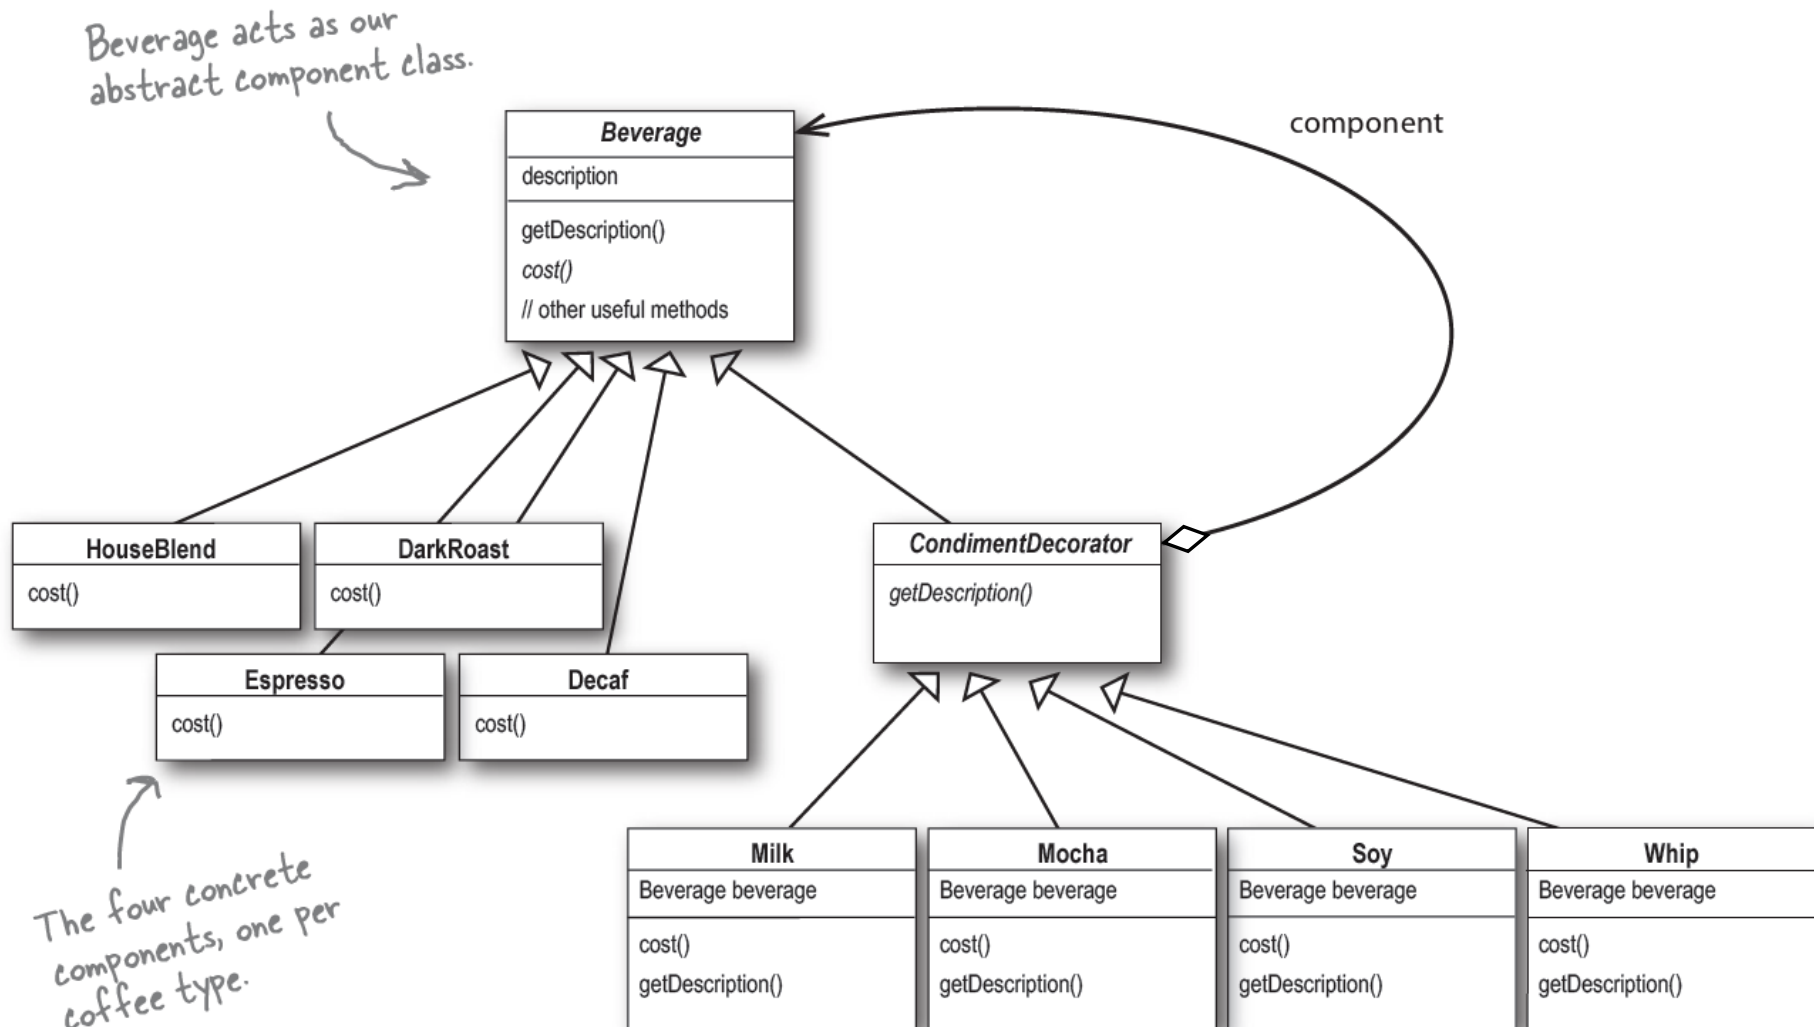 Beverage acts as our
abstract component class.
component
Beverage
description
getDescription()
cost()
// other useful methods
HouseBlend
cost()
DarkRoast
cost()
CondimentDecorator
getDescription()
Espresso
cost()
Decaf
cost()
The four concrete
components, one per
coffee type.
Milk
Beverage beverage
cost()
getDescription()
Mocha
Beverage beverage
cost()
getDescription()
Soy
Beverage beverage
cost()
getDescription()
Whip
Beverage beverage
cost()
getDescription()